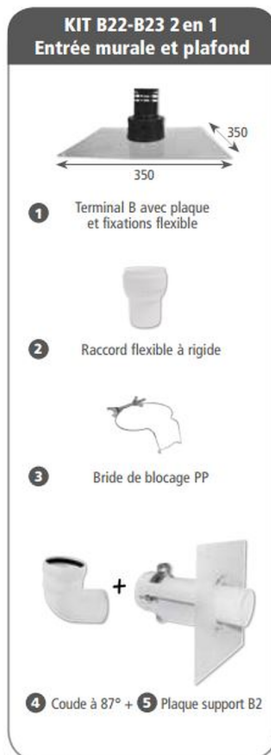 KIT B22-B23 2 en 1
Entrée murale et plafond
350
350
1 Terminal B avec plaque
et fixations flexible
2 Raccord flexible à rigide
3 Bride de blocage PP
+
4 Coude à 87° + 5 Plaque support B2